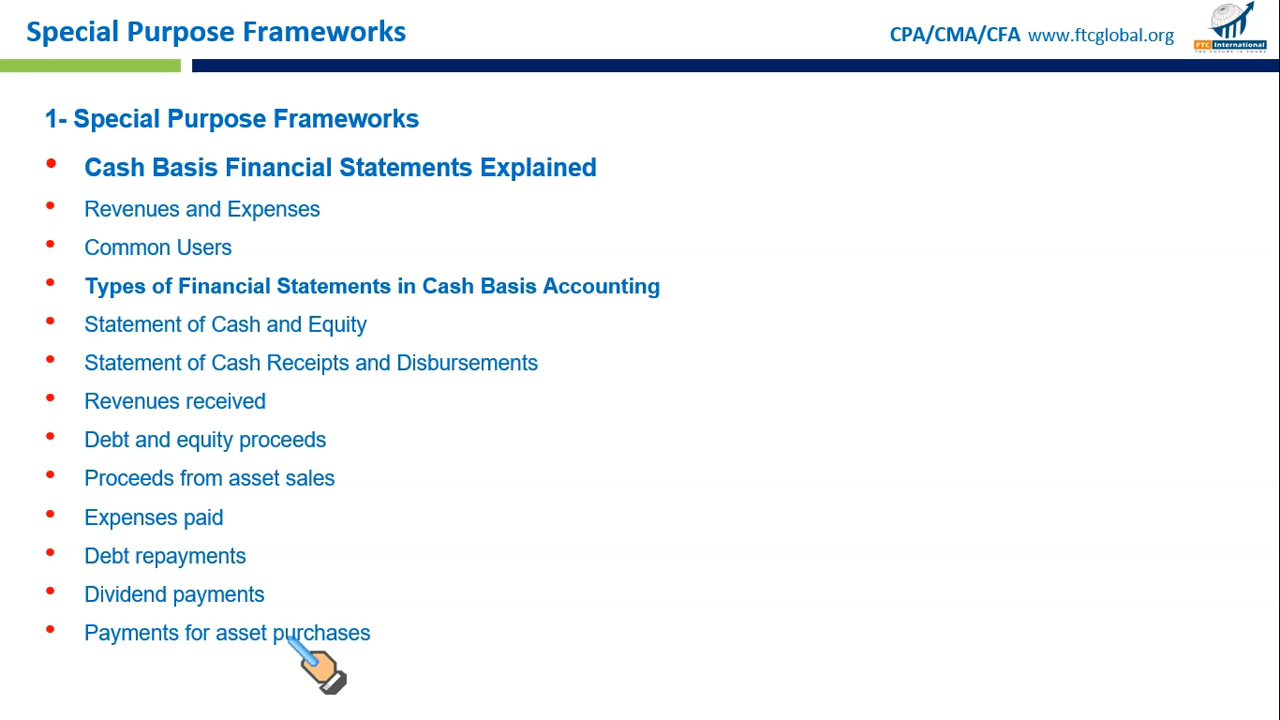 Special Purpose Frameworks
CPA/CMA/CFA www.ftcglobal.org
FTC International
1- Special Purpose Frameworks
• Cash Basis Financial Statements Explained
• Revenues and Expenses
• Common Users
• Types of Financial Statements in Cash Basis Accounting
• Statement of Cash and Equity
• Statement of Cash Receipts and Disbursements
• Revenues received
• Debt and equity proceeds
• Proceeds from asset sales
• Expenses paid
• Debt repayments
• Dividend payments
• Payments for asset purchases